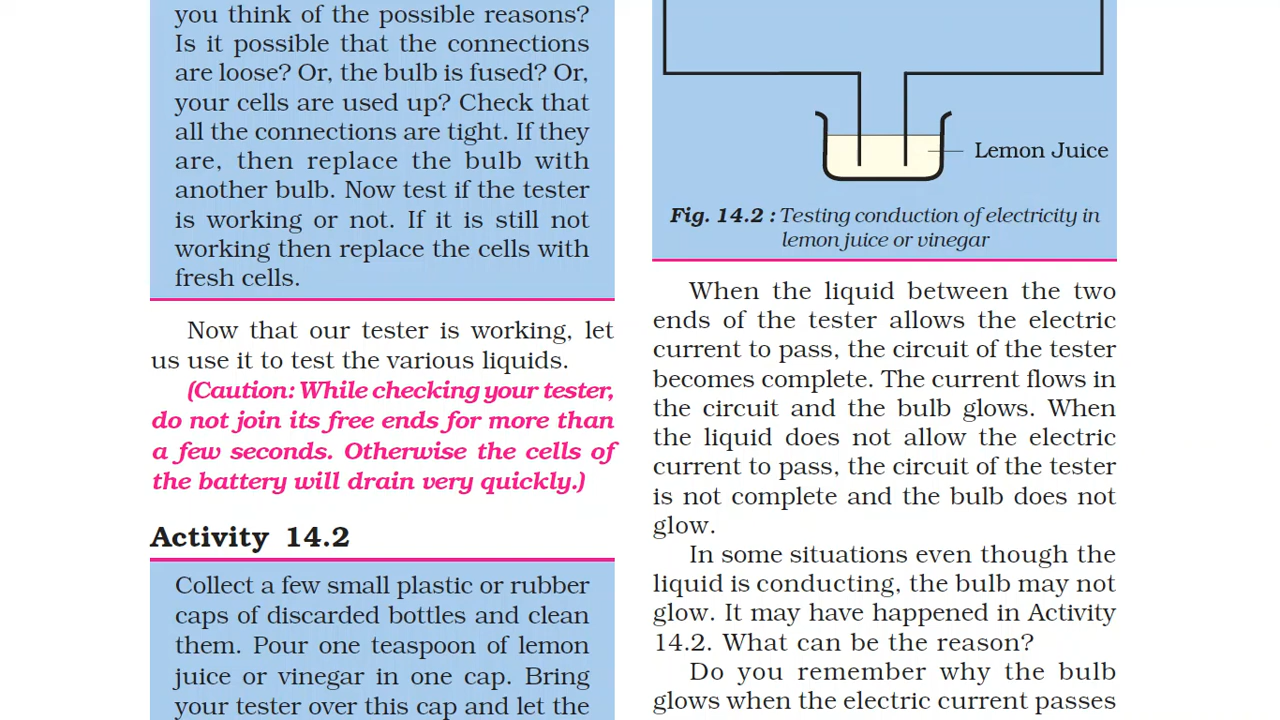 you think of the possible reasons?
Is it possible that the connections
are loose? Or, the bulb is fused? Or,
your cells are used up? Check that
all the connections are tight. If they
are, then replace the bulb with
another bulb. Now test if the tester
is working or not. If it is still not
working then replace the cells with
fresh cells.
Now that our tester is working, let
us use it to test the various liquids.
(Caution: While checking your tester,
do not join its free ends for more than
a few seconds. Otherwise the cells of
the battery will drain very quickly.)
Activity 14.2
Collect a few small plastic or rubber
caps of discarded bottles and clean
them. Pour one teaspoon of lemon
juice or vinegar in one cap. Bring
your tester over this cap and let the
Lemon Juice
Fig. 14.2 : Testing conduction of electricity in
lemon juice or vinegar
When the liquid between the two
ends of the tester allows the electric
current to pass, the circuit of the tester
becomes complete. The current flows in
the circuit and the bulb glows. When
the liquid does not allow the electric
current to pass, the circuit of the tester
is not complete and the bulb does not
glow.
In some situations even though the
liquid is conducting, the bulb may not
glow. It may have happened in Activity
14.2. What can be the reason?
Do you remember why the bulb
glows when the electric current passes